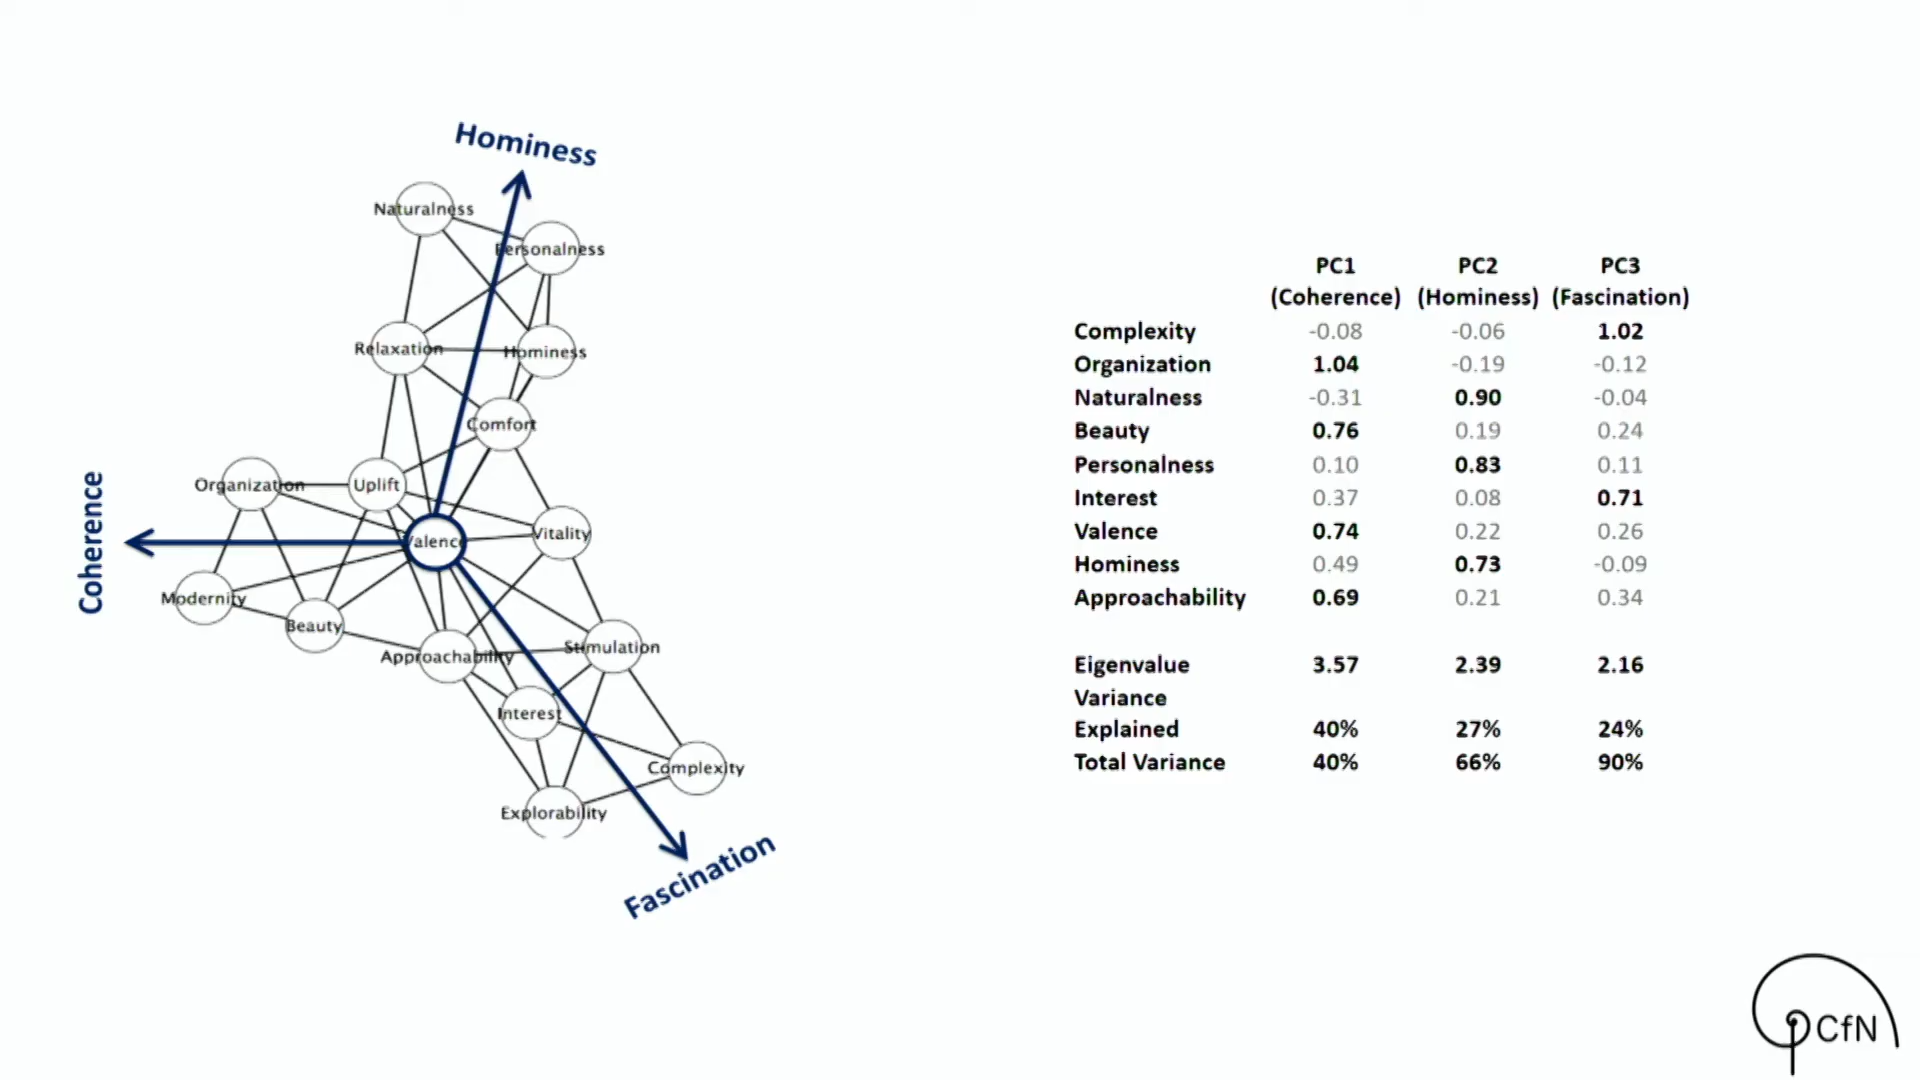 Hominess
Naturalness
Personalness
Relaxation
Hominess
Comfort
Organization
Uplift
Valence
Vitality
Coherence
Modernity
Beauty
Approachability
Stimulation
Interest
Complexity
Explorability
Fascination
PC1 PC2 PC3
(Coherence) (Hominess) (Fascination)
Complexity -0.08 -0.06 1.02
Organization 1.04 -0.19 -0.12
Naturalness -0.31 0.90 -0.04
Beauty 0.76 0.19 0.24
Personalness 0.10 0.83 0.11
Interest 0.37 0.08 0.71
Valence 0.74 0.22 0.26
Hominess 0.49 0.73 -0.09
Approachability 0.69 0.21 0.34
Eigenvalue 3.57 2.39 2.16
Variance
Explained 40% 27% 24%
Total Variance 40% 66% 90%
CfN